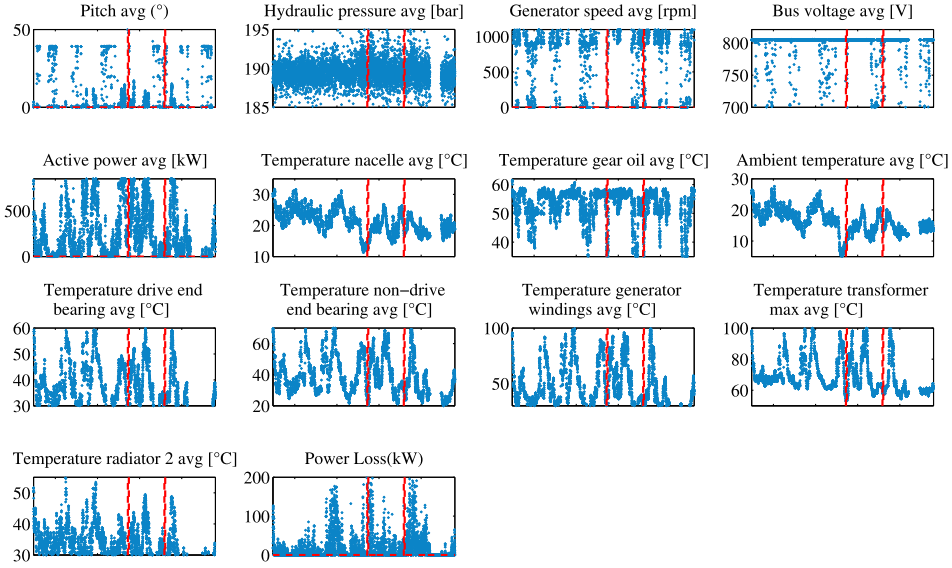 Pitch avg (°)
Hydraulic pressure avg [bar]
Generator speed avg [rpm]
Bus voltage avg [V]
50
0
195
190
185
1000
500
0
800
750
700
Active power avg [kW]
Temperature nacelle avg [°C]
Temperature gear oil avg [°C]
Ambient temperature avg [°C]
500
0
30
20
10
60
50
40
30
20
10
Temperature drive end
bearing avg [°C]
Temperature non−drive
end bearing avg [°C]
Temperature generator
windings avg [°C]
Temperature transformer
max avg [°C]
60
50
40
30
60
40
20
100
50
100
80
60
Temperature radiator 2 avg [°C]
Power Loss(kW)
50
40
30
200
100
0